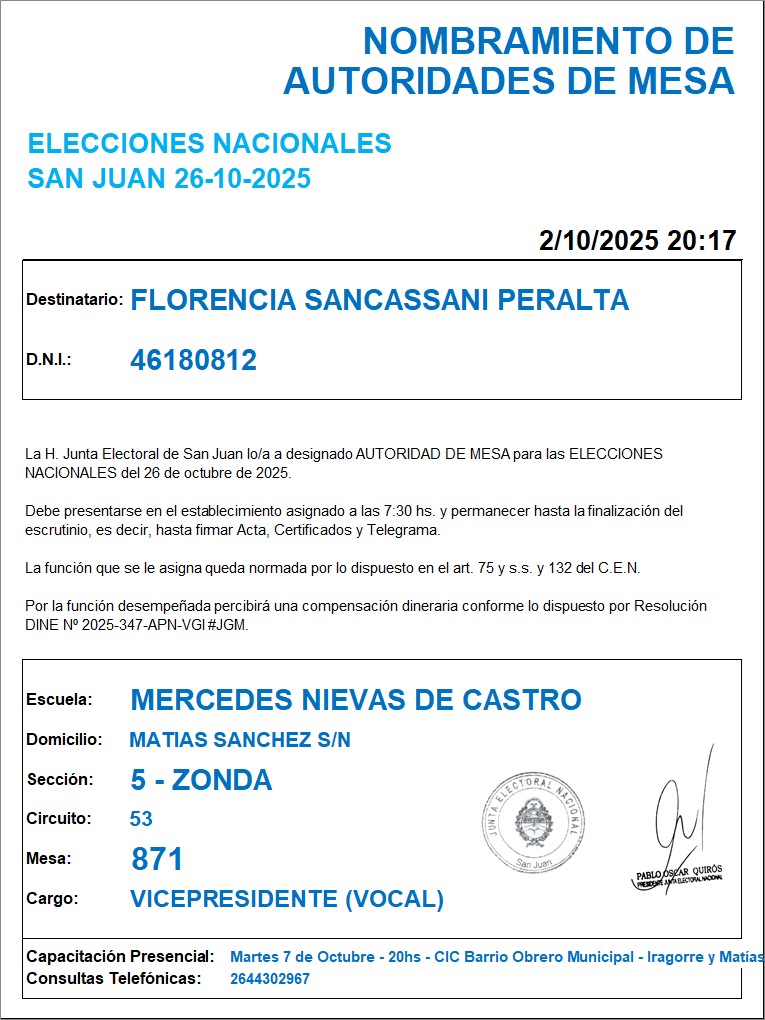 NOMBRAMIENTO DE
AUTORIDADES DE MESA
ELECCIONES NACIONALES
SAN JUAN 26-10-2025
2/10/2025 20:17
Destinatario: FLORENCIA SANCASSANI PERALTA
D.N.I.: 46180812
La H. Junta Electoral de San Juan lo/a a designado AUTORIDAD DE MESA para las ELECCIONES
NACIONALES del 26 de octubre de 2025.
Debe presentarse en el establecimiento asignado a las 7:30 hs. y permanecer hasta la finalización del
escrutinio, es decir, hasta firmar Acta, Certificados y Telegrama.
La función que se le asigna queda normada por lo dispuesto en el art. 75 y s.s. y 132 del C.E.N.
Por la función desempeñada percibirá una compensación dineraria conforme lo dispuesto por Resolución
DINE Nº 2025-347-APN-VGI#JGM.
Escuela: MERCEDES NIEVAS DE CASTRO
Domicilio: MATIAS SANCHEZ S/N
Sección: 5 - ZONDA
Circuito: 53
Mesa: 871
Cargo: VICEPRESIDENTE (VOCAL)
JUNTA ELECTORAL NACIONAL
San Juan
PABLO OSCAR QUIRÓS
PRESIDENTE JUNTA ELECTORAL NACIONAL
Capacitación Presencial: Martes 7 de Octubre - 20hs - CIC Barrio Obrero Municipal - Iragorre y Matías
Consultas Telefónicas: 2644302967